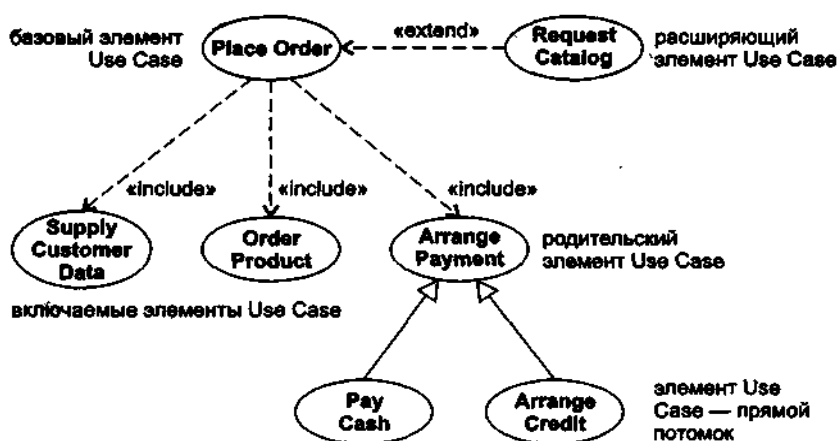 базовый элемент
Use Case
Place Order
«extend»
Request
Catalog
расширяющий
элемент Use Case
«include»
«include»
«include»
Supply
Customer
Data
Order
Product
Arrange
Payment
родительский
элемент Use Case
включаемые элементы Use Case
Pay
Cash
Arrange
Credit
элемент Use
Case — прямой
потомок